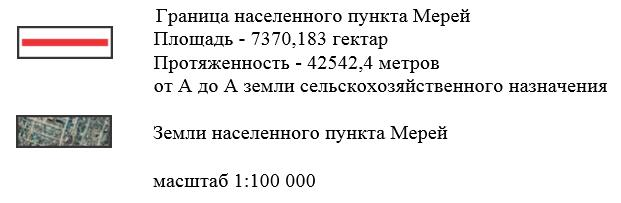 Граница населенного пункта Мерей
Площадь - 7370,183 гектар
Протяженность - 42542,4 метров
от А до А земли сельскохозяйственного назначения
Земли населенного пункта Мерей
масштаб 1:100 000